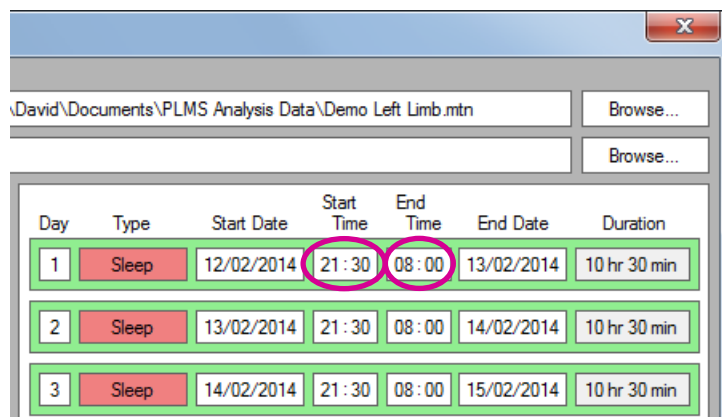 X
\David\Documents\PLMS Analysis Data\Demo Left Limb.mtn Browse...
Browse...
Day Type Start Date Start Time End Time End Date Duration
1 Sleep 12/02/2014 21:30 08:00 13/02/2014 10 hr 30 min
2 Sleep 13/02/2014 21:30 08:00 14/02/2014 10 hr 30 min
3 Sleep 14/02/2014 21:30 08:00 15/02/2014 10 hr 30 min